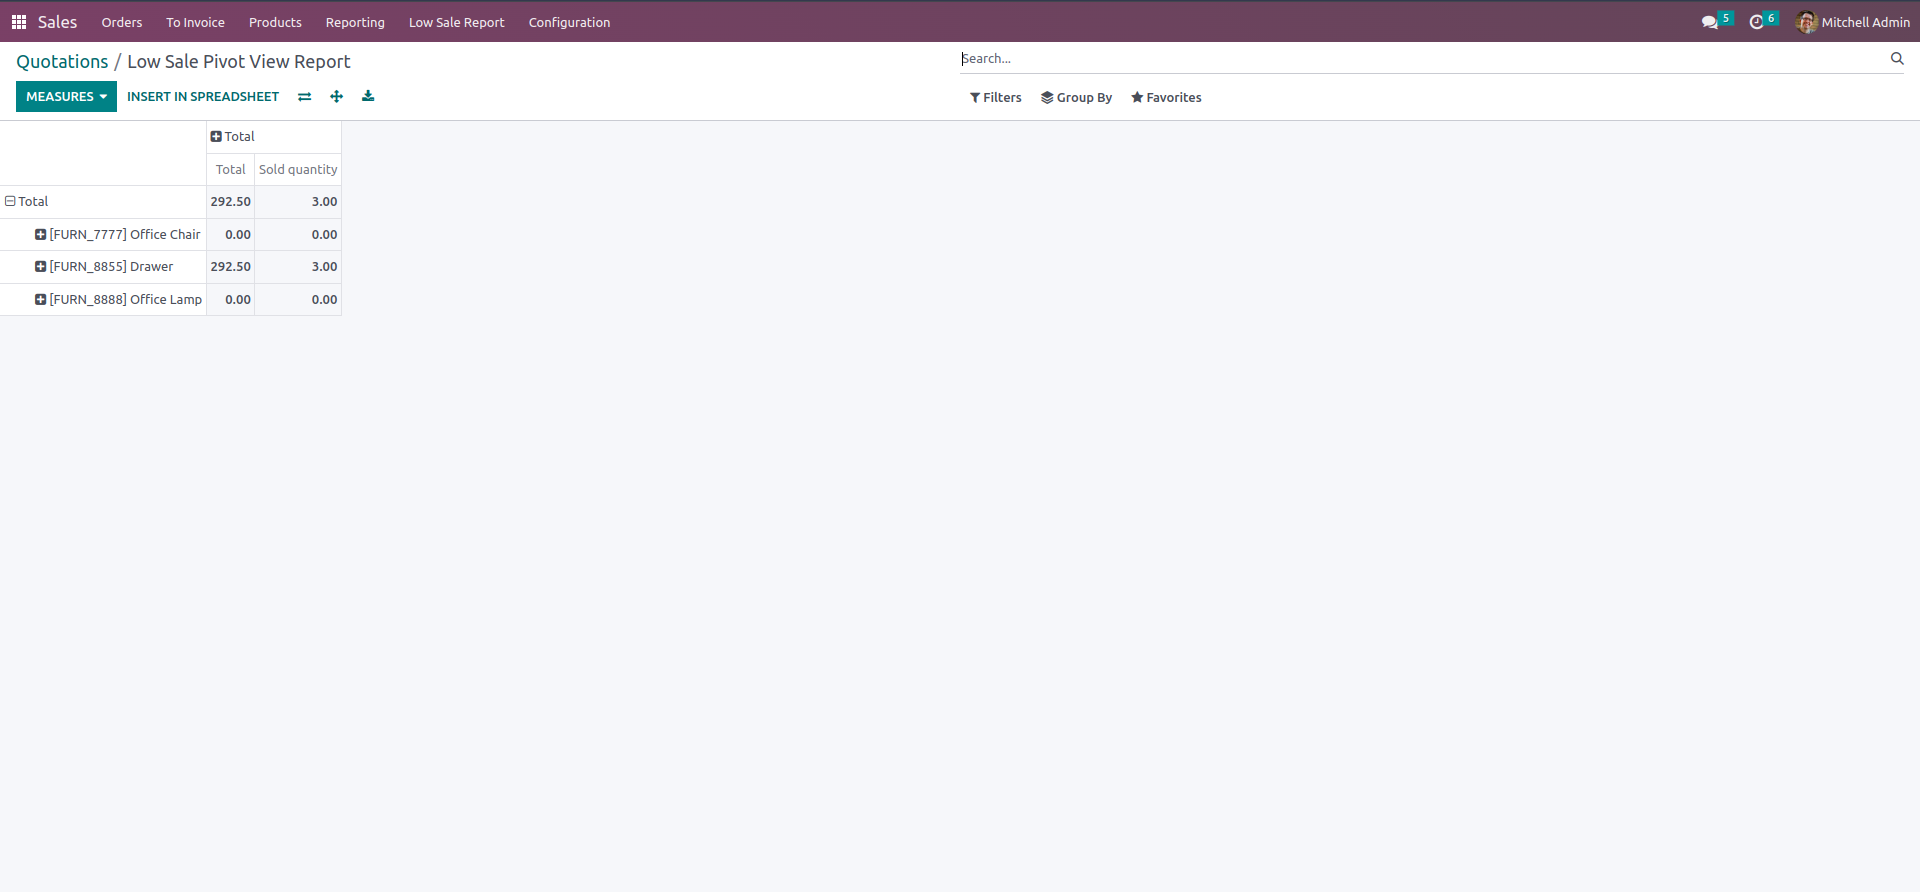 Sales Orders To Invoice Products Reporting Low Sale Report Configuration 5 6 Mitchell Admin
Quotations / Low Sale Pivot View Report
Search...
MEASURES INSERT IN SPREADSHEET
Filters Group By Favorites
Total
Total Sold quantity
Total 292.50 3.00
[FURN_7777] Office Chair 0.00 0.00
[FURN_8855] Drawer 292.50 3.00
[FURN_8888] Office Lamp 0.00 0.00